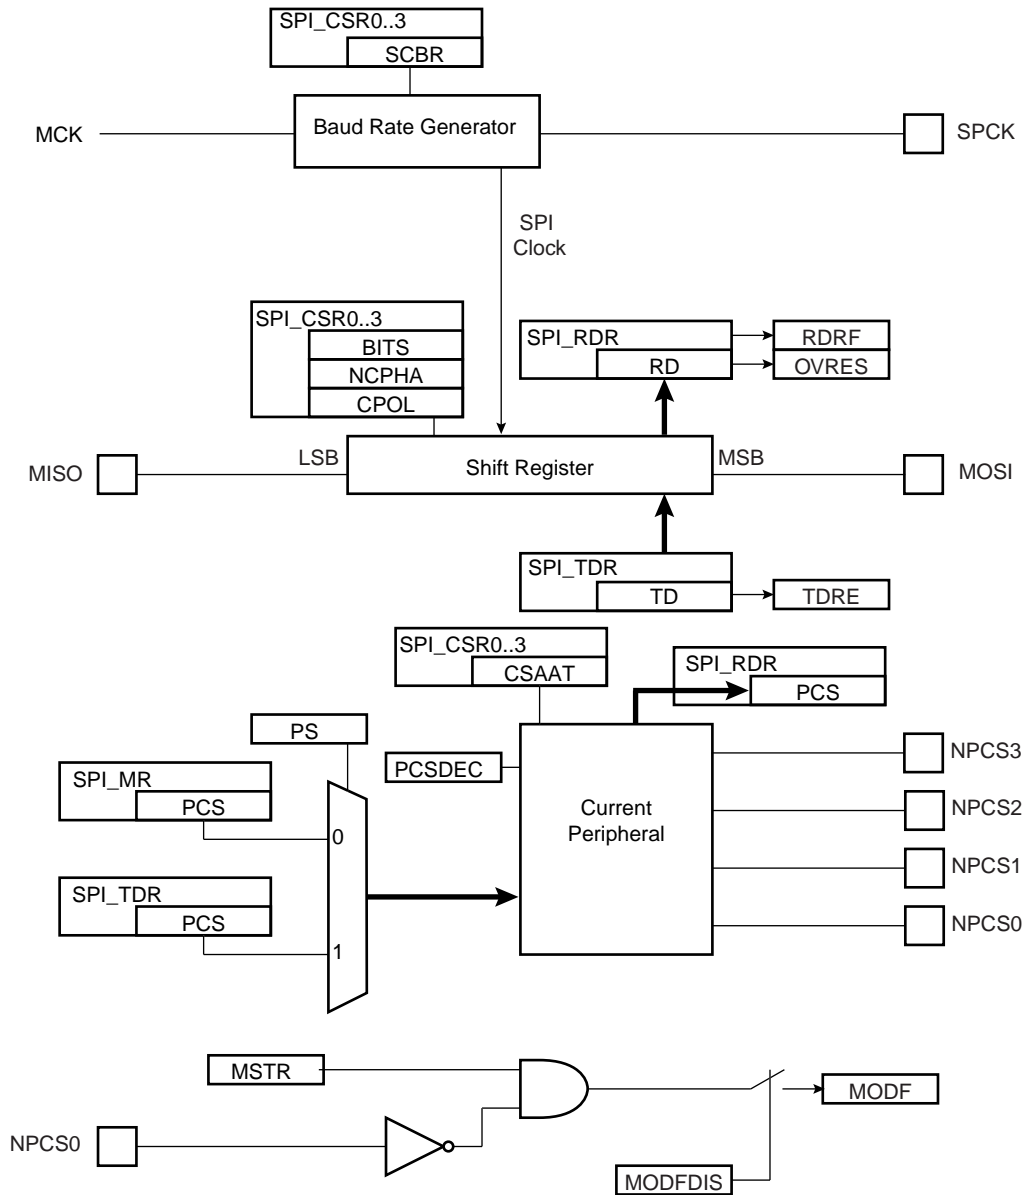 SPI_CSR0..3
SCBR
MCK
Baud Rate Generator
SPCK
SPI
Clock
SPI_CSR0..3
BITS
NCPHA
CPOL
SPI_RDR
RD
RDRF
OVRES
MISO
LSB
Shift Register
MSB
MOSI
SPI_TDR
TD
TDRE
SPI_CSR0..3
CSAAT
SPI_RDR
PCS
PS
PCSDEC
SPI_MR
PCS
0
Current
Peripheral
NPCS3
NPCS2
NPCS1
NPCS0
SPI_TDR
PCS
1
MSTR
MODF
NPCS0
MODFDIS